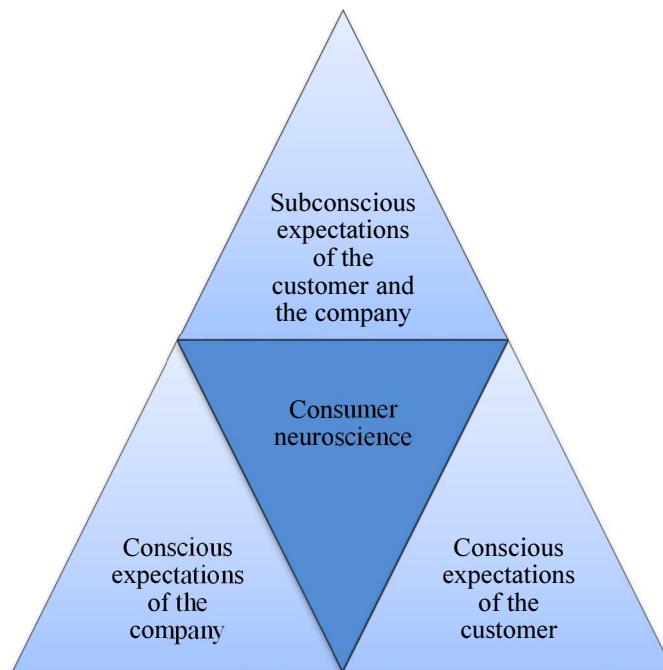 Subconscious
expectations
of the
customer and
the company
Consumer
neuroscience
Conscious
expectations
of the
company
Conscious
expectations
of the
customer